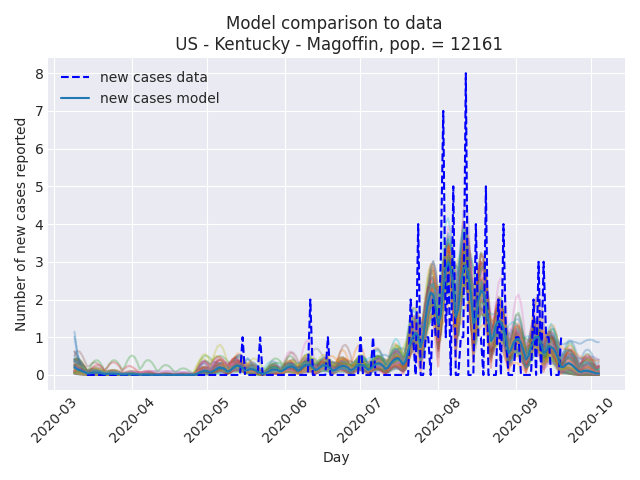 Model comparison to data
US - Kentucky - Magoffin, pop. = 12161
new cases data
new cases model
Number of new cases reported
8
7
6
5
4
3
2
1
0
2020-03
2020-04
2020-05
2020-06
2020-07
2020-08
2020-09
2020-10
Day